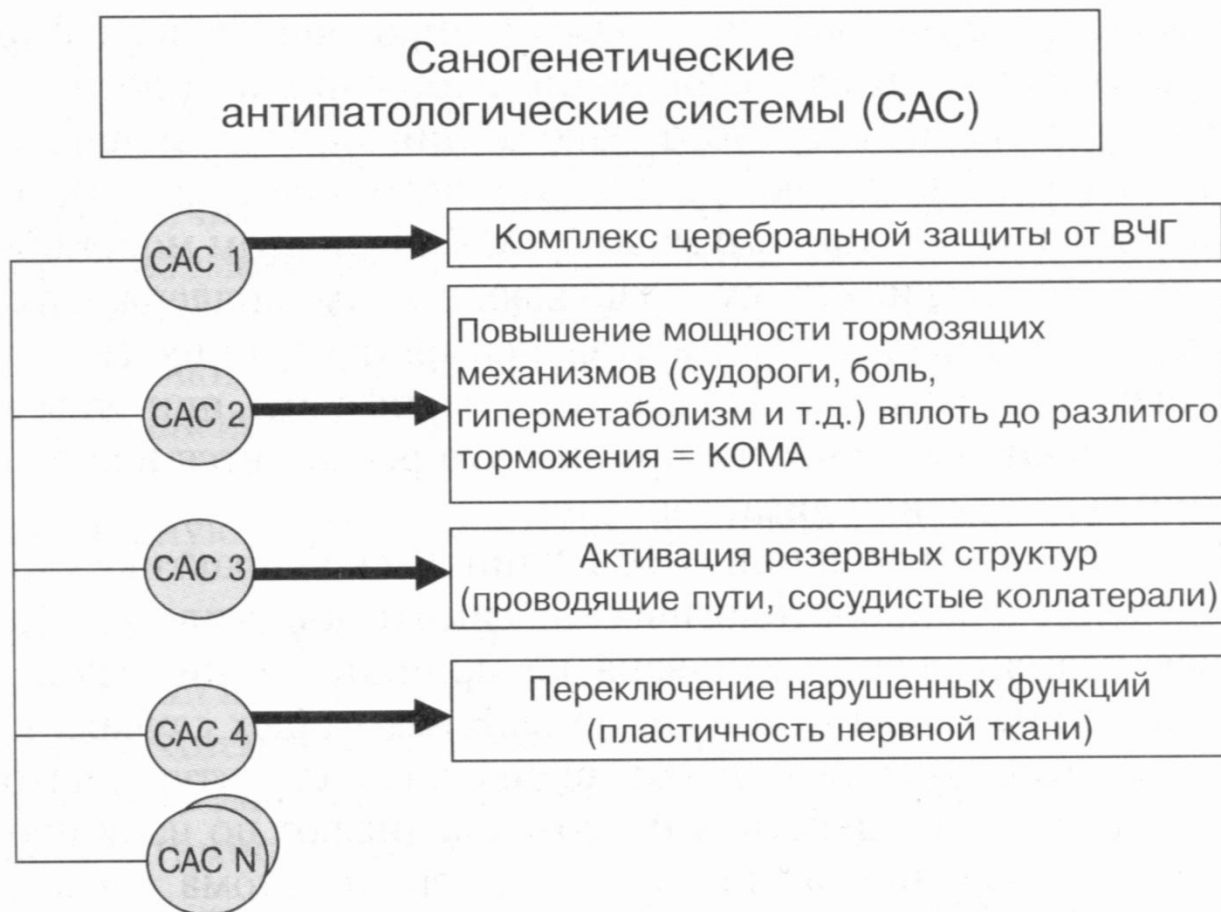 Саногенетические
антипатологические системы (САС)
САС 1
Комплекс церебральной защиты от ВЧГ
САС 2
Повышение мощности тормозящих
механизмов (судороги, боль,
гиперметаболизм и т.д.) вплоть до разлитого
торможения = КОМА
САС 3
Активация резервных структур
(проводящие пути, сосудистые коллатерали)
САС 4
Переключение нарушенных функций
(пластичность нервной ткани)
САС N